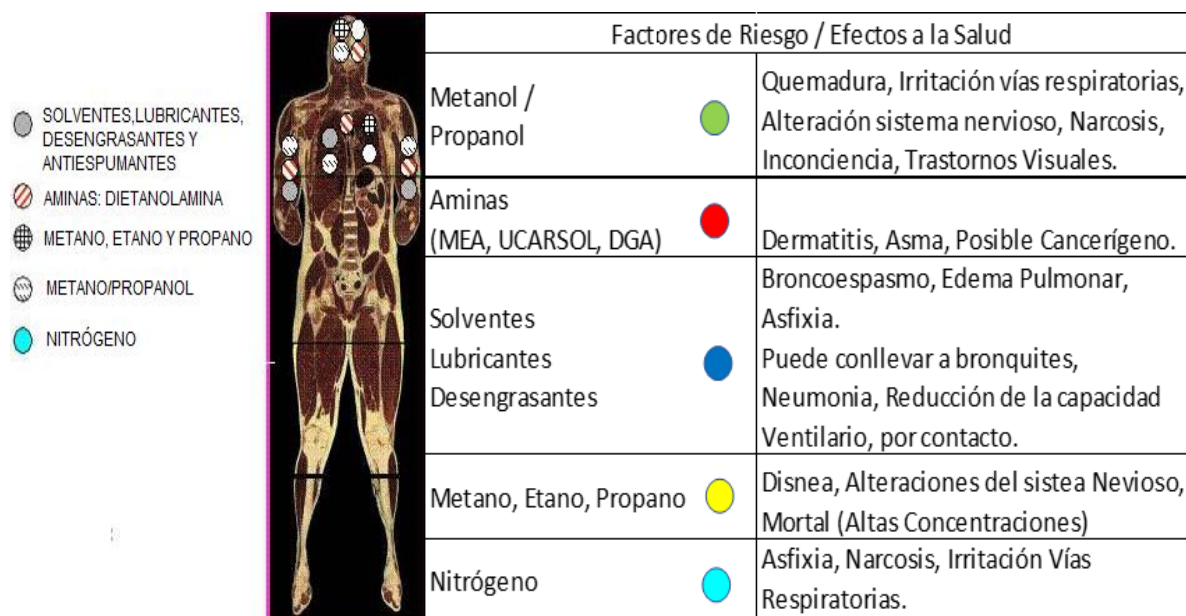 SOLVENTES,LUBRICANTES,
DESENGRASANTES Y
ANTIESPUMANTES
AMINAS: DIETANOLAMINA
METANO, ETANO Y PROPANO
METANO/PROPANOL
NITRÓGENO
Factores de Riesgo / Efectos a la Salud
Metanol /
Propanol
Quemadura, Irritación vías respiratorias,
Alteración sistema nervioso, Narcosis,
Inconciencia, Trastornos Visuales.
Aminas
(MEA, UCARSOL, DGA)
Dermatitis, Asma, Posible Cancerígeno.
Solventes
Lubricantes
Desengrasantes
Broncoespasmo, Edema Pulmonar,
Asfixia.
Puede conllevar a bronquites,
Neumonia, Reducción de la capacidad
Ventilario, por contacto.
Metano, Etano, Propano
Disnea, Alteraciones del sistea Nevioso,
Mortal (Altas Concentraciones)
Nitrógeno
Asfixia, Narcosis, Irritación Vías
Respiratorias.